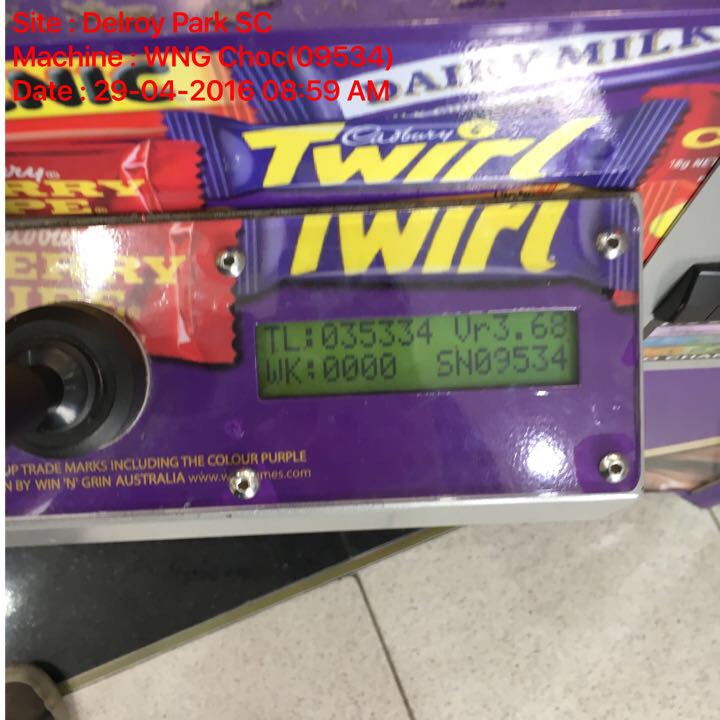 Site : Delroy Park SC
Machine : WNG Choc(09534)
Date : 29-04-2016 08:59 AM
DAIRY MILK
Cadbury
Twirl
Twirl
TL:035334 Vr3.68
WK:0000 SN09534
UP TRADE MARKS INCLUDING THE COLOUR PURPLE
BY WIN 'N' GRIN AUSTRALIA